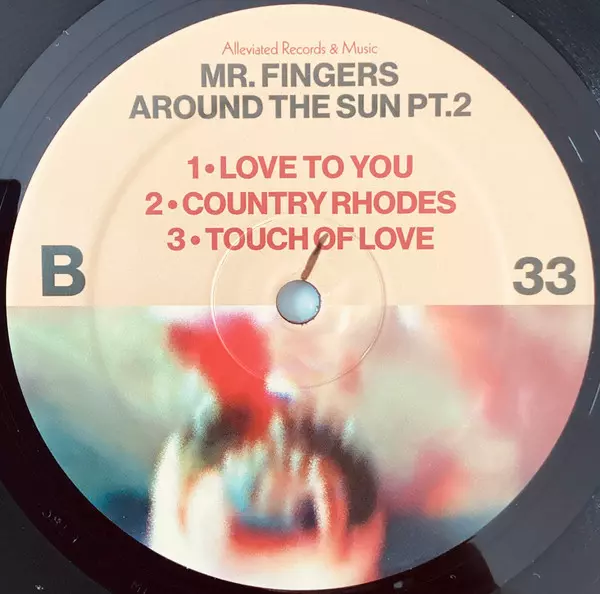 Alleviated Records & Music
MR. FINGERS
AROUND THE SUN PT.2
1•LOVE TO YOU
2•COUNTRY RHODES
3•TOUCH OF LOVE
B
33